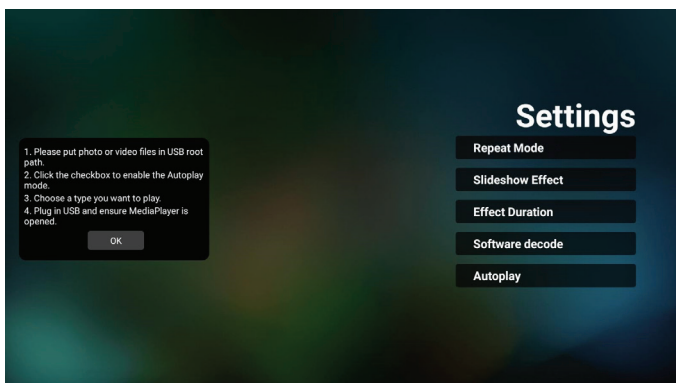 1. Please put photo or video files in USB root
path.
2. Click the checkbox to enable the Autoplay
mode.
3. Choose a type you want to play.
4. Plug in USB and ensure MediaPlayer is
opened.
OK
Settings
Repeat Mode
Slideshow Effect
Effect Duration
Software decode
Autoplay